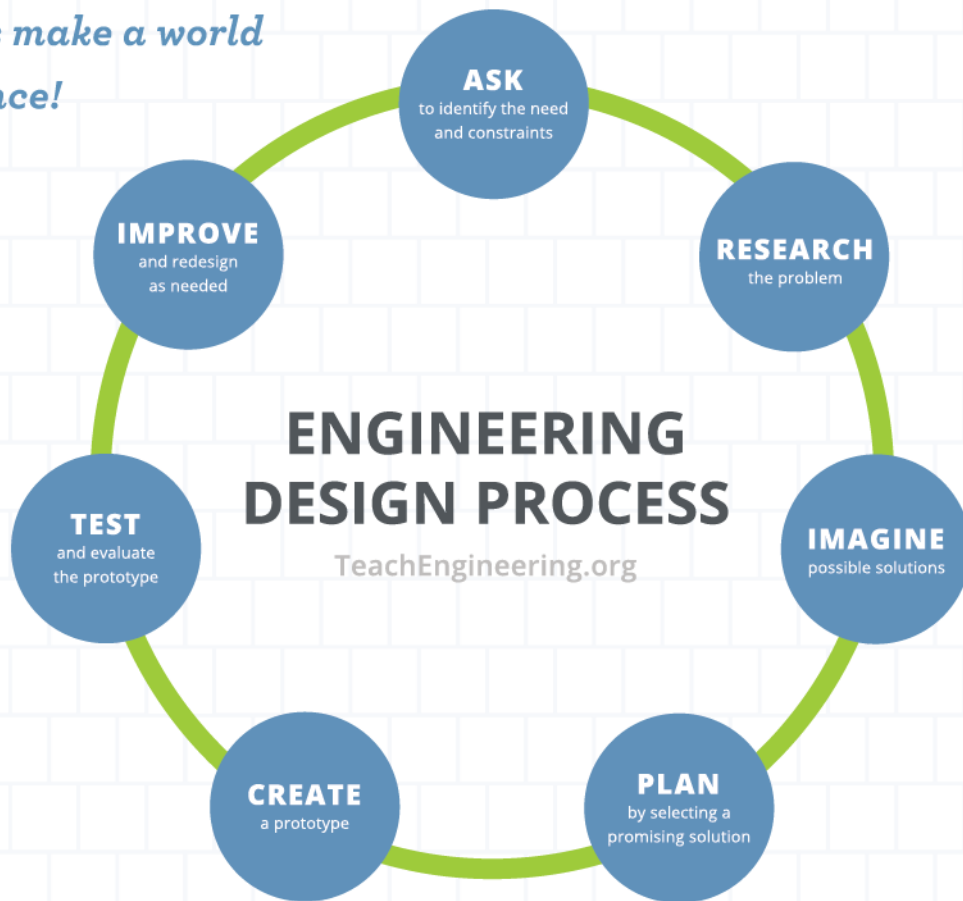 make a world
nce!
ASK
to identify the need
and constraints
RESEARCH
the problem
IMAGINE
possible solutions
PLAN
by selecting a
promising solution
CREATE
a prototype
TEST
and evaluate
the prototype
IMPROVE
and redesign
as needed
ENGINEERING
DESIGN PROCESS
TeachEngineering.org